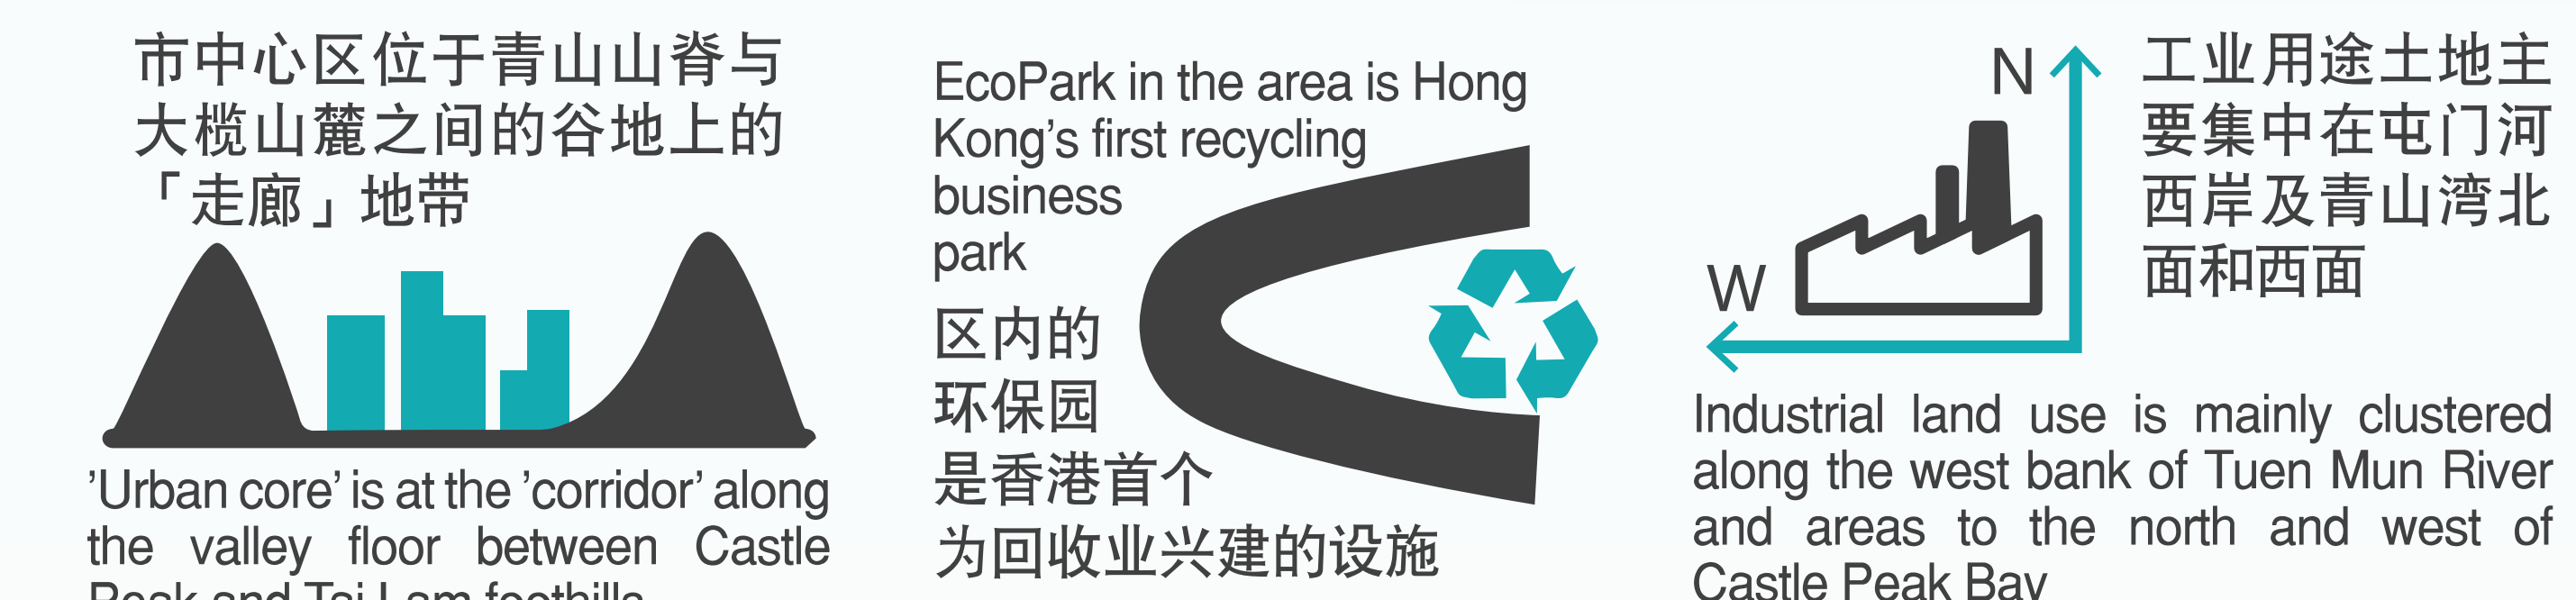 市中心区位于青山山脊与
大榄山麓之间的谷地上的
「走廊」地带
’Urban core’ is at the ’corridor’ along
the valley floor between Castle
Peak and Tai Lam foothills
EcoPark in the area is Hong
Kong’s first recycling
business
park
区内的
环保园
是香港首个
为回收业兴建的设施
N
W
工业用途土地主
要集中在屯门河
西岸及青山湾北
面和西面
Industrial land use is mainly clustered
along the west bank of Tuen Mun River
and areas to the north and west of
Castle Peak Bay